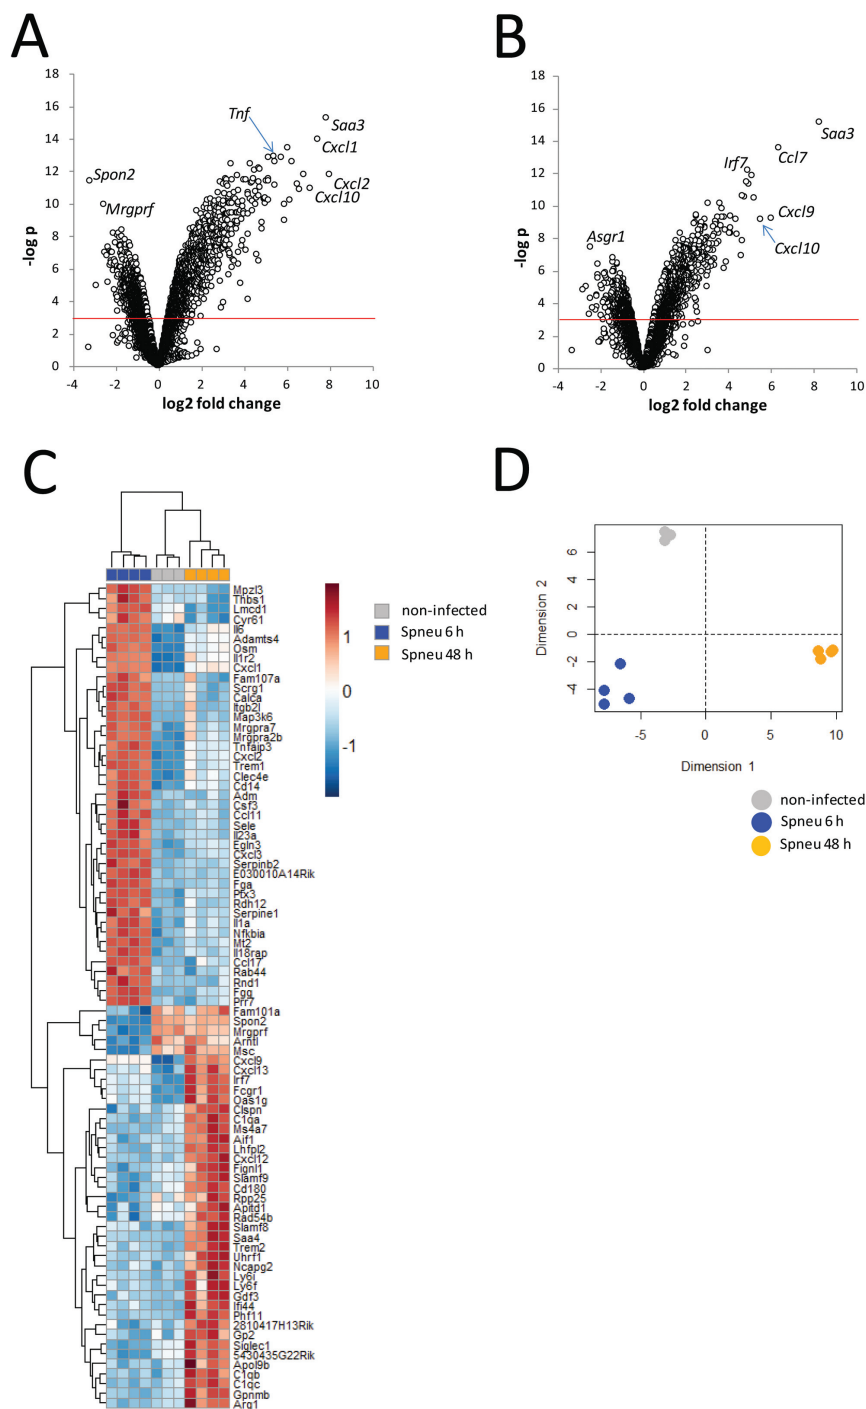 A
B
18
16
14
12
10
8
6
4
2
0
-4
-2
0
2
4
6
8
10
-log p
log2 fold change
Tnf
Saa3
Cxcl1
Spon2
Cxcl2
Cxcl10
Mrgprf
18
16
14
12
10
8
6
4
2
0
-4
-2
0
2
4
6
8
10
-log p
log2 fold change
Saa3
Irf7
Ccl7
Cxcl9
Asgr1
Cxcl10
C
Mpzl3
Thbs1
Lmcd1
Cyr61
Il6
Adamts4
Osm
Il1r2
Cxcl1
Fam107a
Scrg1
Calca
Itgb2l
Map3k6
Mrgpra7
Mrgpra2b
Tnfaip3
Cxcl2
Trem1
Clec4e
Cd14
Adm
Csf3
Ccl11
Sele
Il23a
Egln3
Cxcl3
Serpinb2
E030010A14Rik
Fga
Ptx3
Rdh12
Serpine1
Il1a
Nfkbia
Mt2
Il18rap
Ccl17
Rab44
Rnd1
Fgg
Prr7
Fam101a
Spon2
Mrgprf
Arntl
Msc
Cxcl9
Cxcl13
Irf7
Fcgr1
Oas1g
Clspn
C1qa
Ms4a7
Aif1
Lhfpl2
Cxcl12
Fignl1
Slamf9
Cd180
Rpp25
Apitd1
Rad54b
Slamf8
Saa4
Trem2
Uhrf1
Ncapg2
Ly6i
Ly6f
Gdf3
Ifi44
Phf11
2810417H13Rik
Gp2
Siglec1
5430435G22Rik
Apol9b
C1qb
C1qc
Gpnmb
Arg1
1
0
-1
non-infected
Spneu 6 h
Spneu 48 h
D
6
4
2
0
-2
-4
-5
0
5
10
Dimension 2
Dimension 1
non-infected
Spneu 6 h
Spneu 48 h